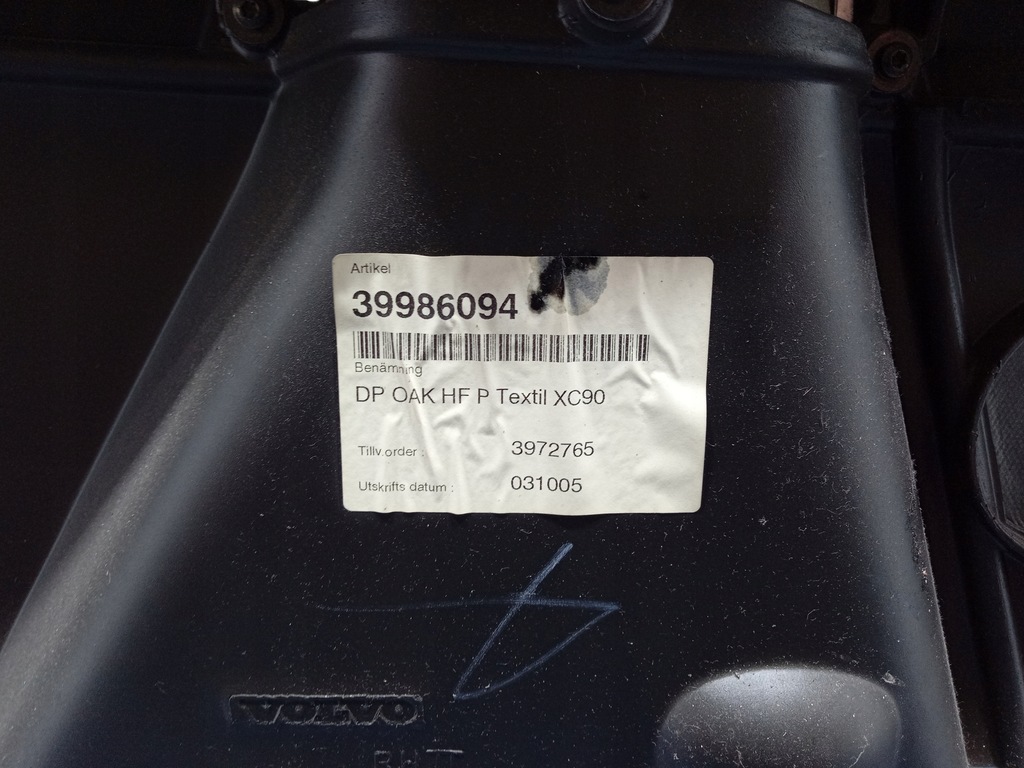 Artikel
39986094
Benämning
DP OAK HF P Textil XC90
Tillv.order : 3972765
Utskrifts datum : 031005
VOLVO